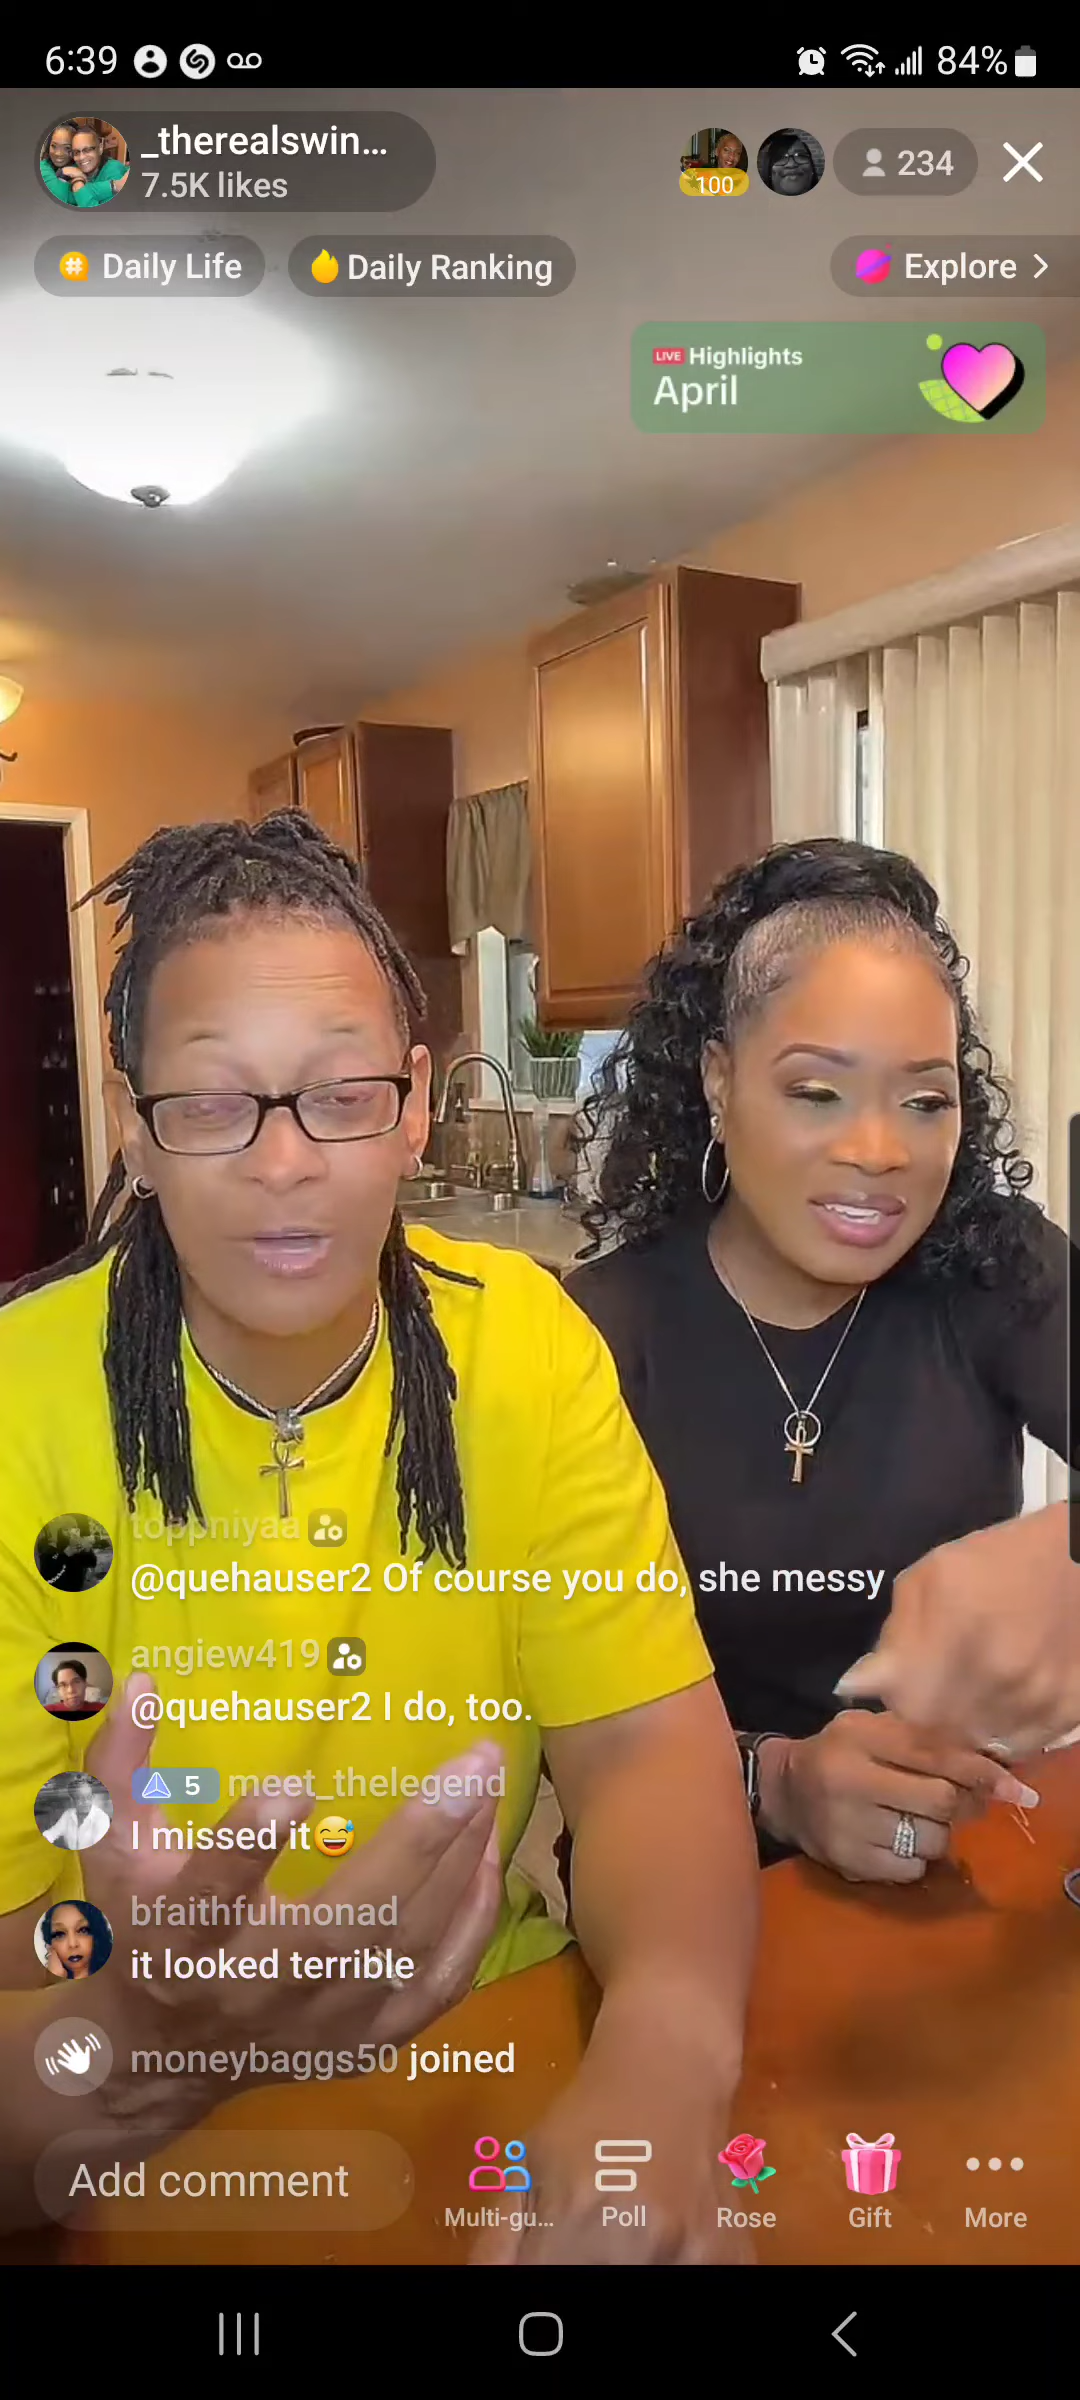 6:39
84%
_therealswin...
7.5K likes
100
234
Daily Life
Daily Ranking
Explore
LIVE Highlights
April
toppniyaa
@quehauser2 Of course you do, she messy
angiew419
@quehauser2 I do, too.
5 meet_thelegend
I missed it😅
bfaithfulmonad
it looked terrible
moneybaggs50 joined
Add comment
Multi-gu...
Poll
Rose
Gift
More